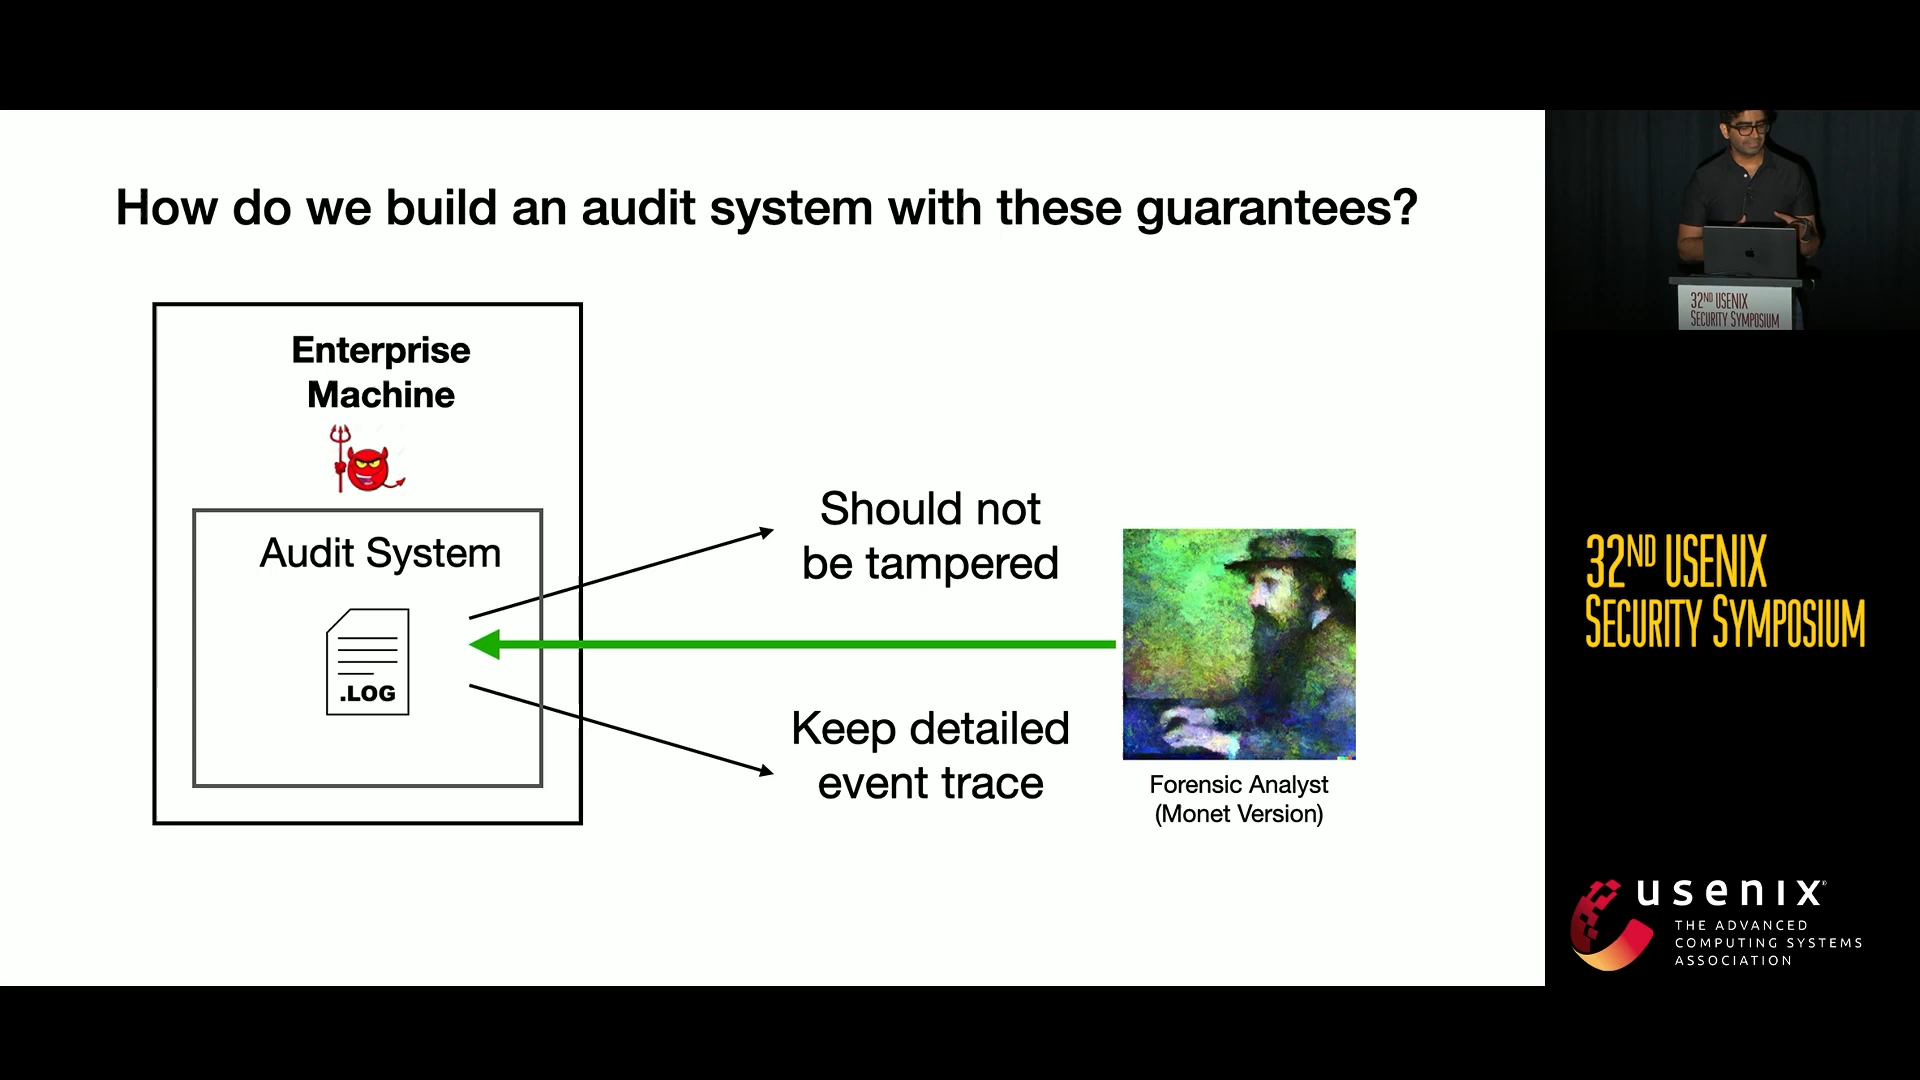 How do we build an audit system with these guarantees?
Enterprise
Machine
Audit System
.LOG
Should not
be tampered
Keep detailed
event trace
Forensic Analyst
(Monet Version)
32ND USENIX
SECURITY SYMPOSIUM
32ND USENIX
SECURITY SYMPOSIUM
usenix®
THE ADVANCED
COMPUTING SYSTEMS
ASSOCIATION